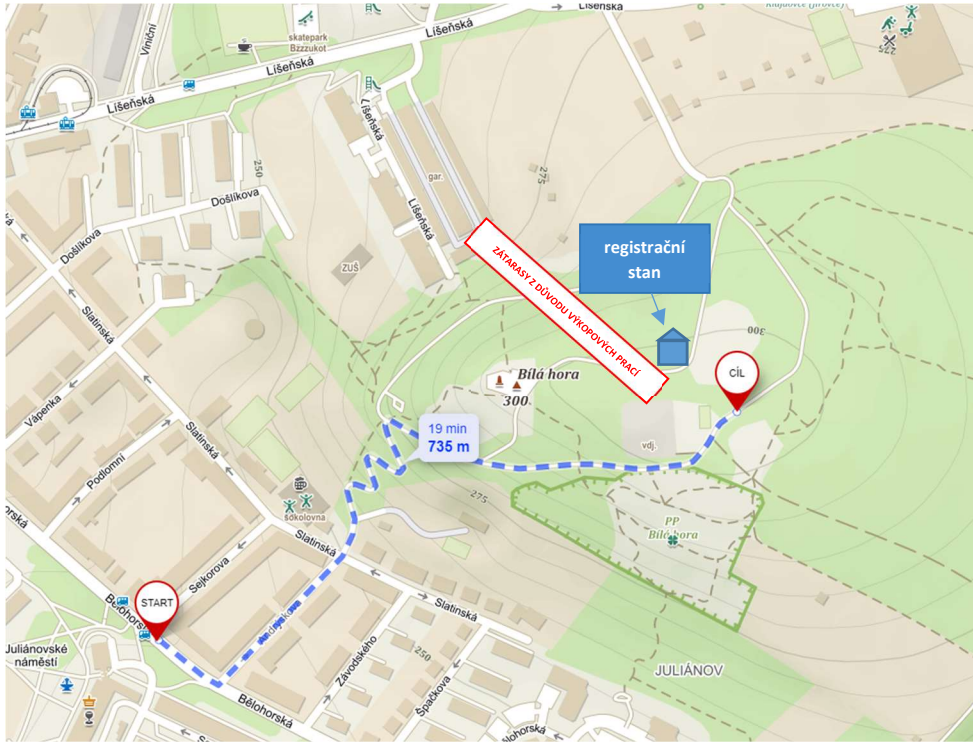 Líšeňská
skatepark
Bzzzukot
Viniční
Líšeňská
Líšeňská
Líšeňská
Líšeňská
Líšeňská
gar.
250
275
Došlíkova
Došlíkova
ZUŠ
Slatinská
ZÁTARASY Z DŮVODU VÝKOPOVÝCH PRACÍ
registrační
stan
300
Bílá hora
300
CÍL
Vápenka
Slatinská
Podlomní
19 min
735 m
vdj.
275
sokolovna
Slatinská
PP
Bílá hora
Sejkorova
START
Bělohorská
Slatinská
Juliánovské
náměstí
Závodského
250
Špačkova
JULIÁNOV
Bělohorská